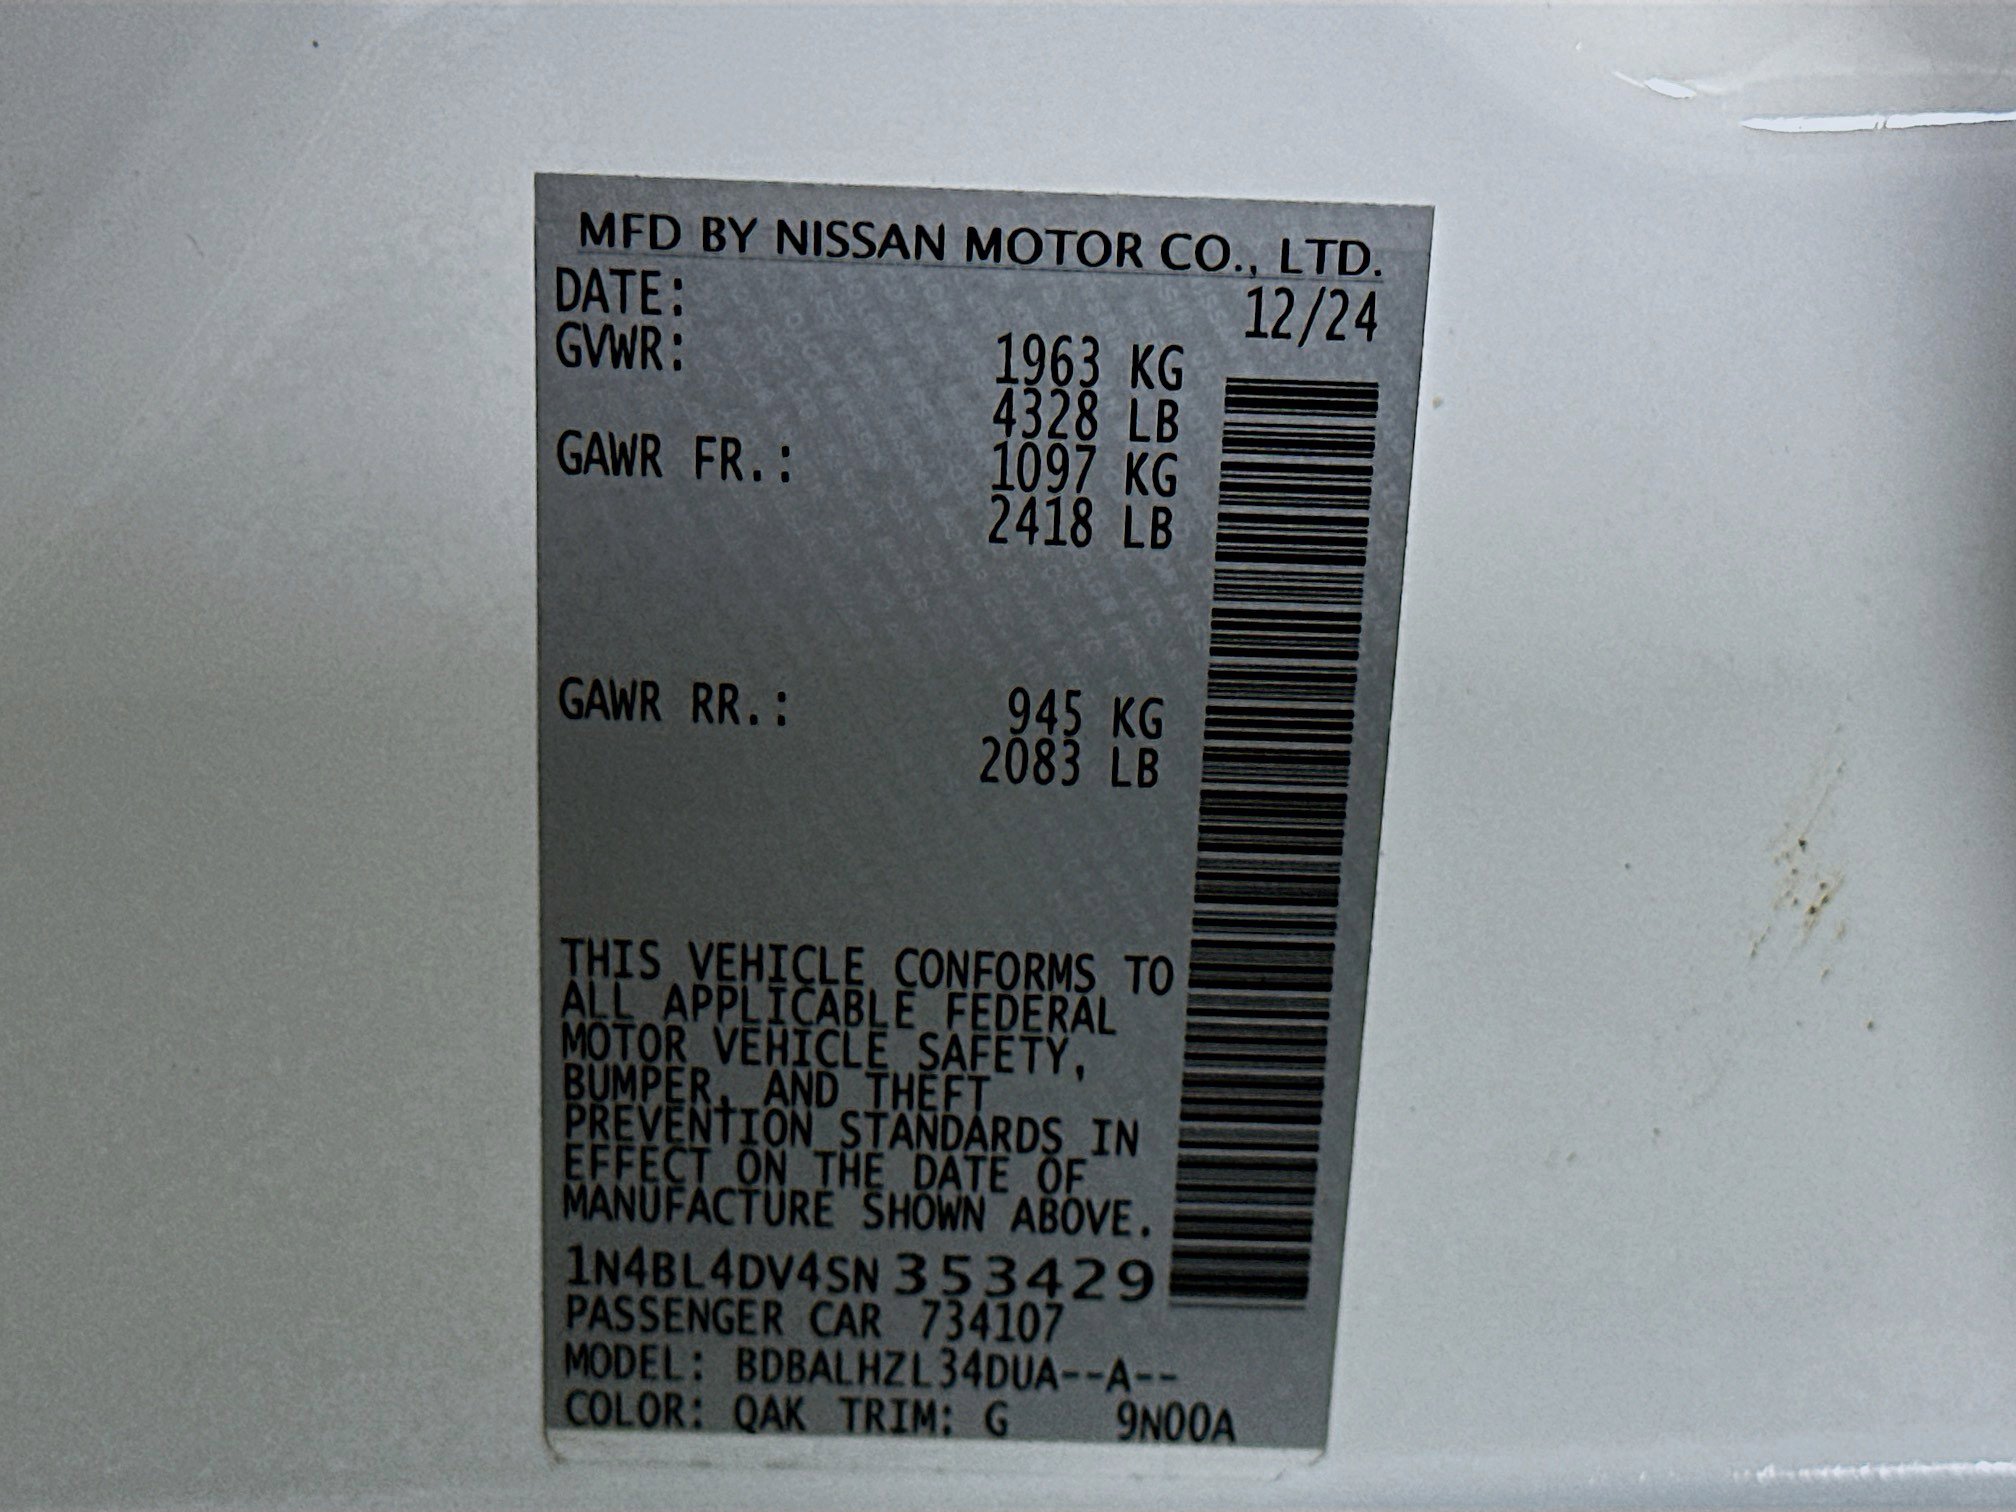 MFD BY NISSAN MOTOR CO., LTD.
DATE: 12/24
GVWR: 1963 KG
4328 LB
GAWR FR.: 1097 KG
2418 LB
GAWR RR.: 945 KG
2083 LB
THIS VEHICLE CONFORMS TO
ALL APPLICABLE FEDERAL
MOTOR VEHICLE SAFETY,
BUMPER, AND THEFT
PREVENTION STANDARDS IN
EFFECT ON THE DATE OF
MANUFACTURE SHOWN ABOVE.
1N4BL4DV4SN353429
PASSENGER CAR 734107
MODEL: BDBALHZL34DUA--A--
COLOR: QAK TRIM: G 9N00A